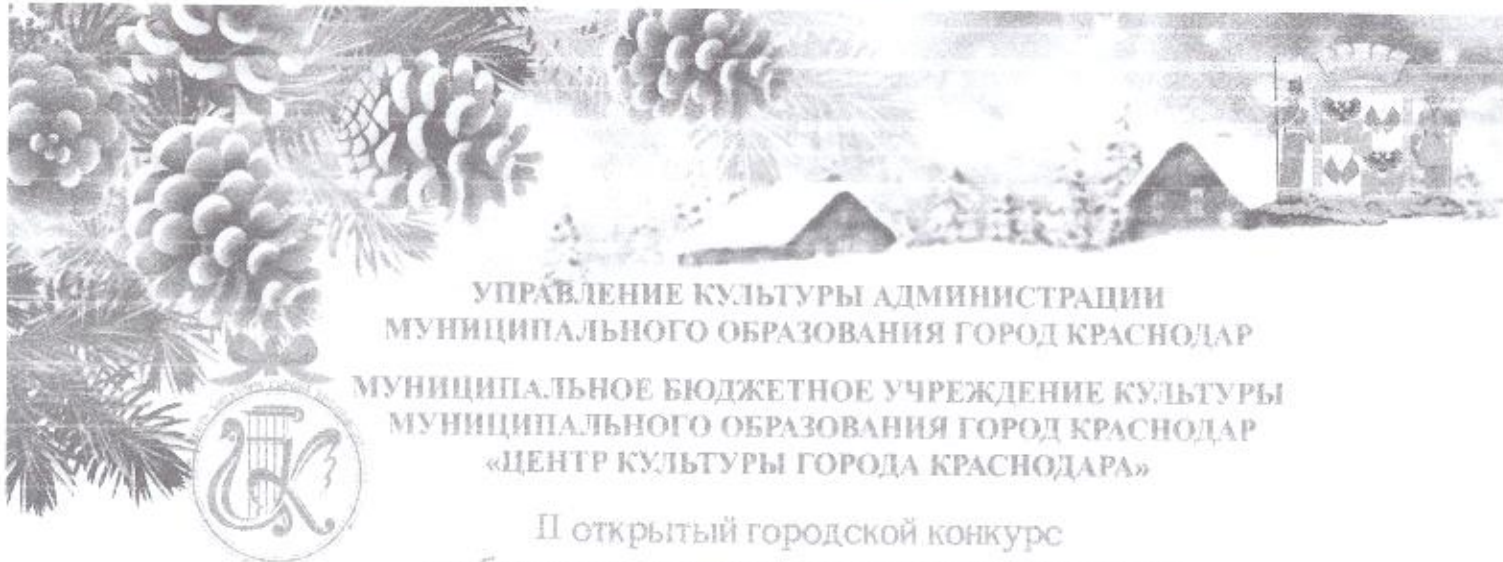 УПРАВЛЕНИЕ КУЛЬТУРЫ АДМИНИСТРАЦИИ
МУНИЦИПАЛЬНОГО ОБРАЗОВАНИЯ ГОРОД КРАСНОДАР
МУНИЦИПАЛЬНОЕ БЮДЖЕТНОЕ УЧРЕЖДЕНИЕ КУЛЬТУРЫ
МУНИЦИПАЛЬНОГО ОБРАЗОВАНИЯ ГОРОД КРАСНОДАР
«ЦЕНТР КУЛЬТУРЫ ГОРОДА КРАСНОДАРА»
II открытый городской конкурс